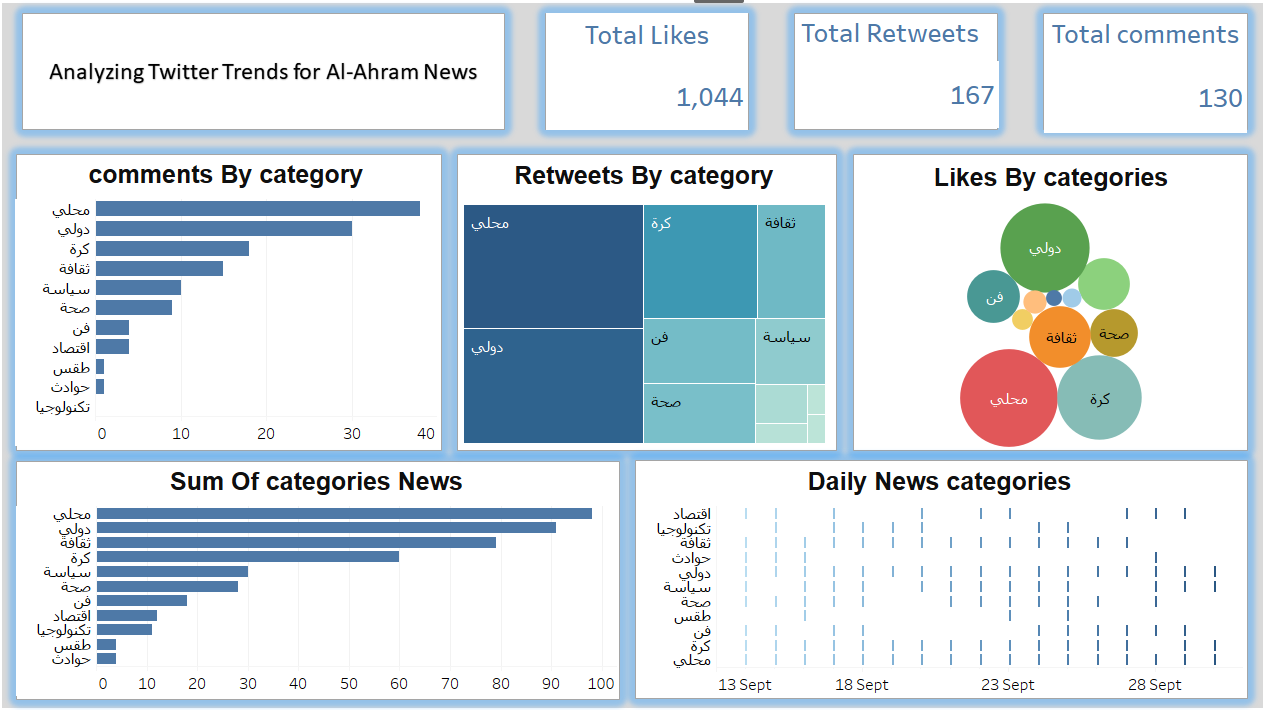 Analyzing Twitter Trends for Al-Ahram News
Total Likes
1,044
Total Retweets
167
Total comments
130
comments By category
محلي
دولي
كرة
ثقافة
سياسة
صحة
فن
اقتصاد
طقس
حوادث
تكنولوجيا
0 10 20 30 40
Retweets By category
محلي
كرة
ثقافة
دولي
فن
سياسة
صحة
Likes By categories
دولي
فن
ثقافة
صحة
محلي
كرة
Sum Of categories News
محلي
دولي
ثقافة
كرة
سياسة
صحة
فن
اقتصاد
تكنولوجيا
طقس
حوادث
0 10 20 30 40 50 60 70 80 90 100
Daily News categories
اقتصاد
تكنولوجيا
ثقافة
حوادث
دولي
سياسة
صحة
طقس
فن
كرة
محلي
13 Sept 18 Sept 23 Sept 28 Sept